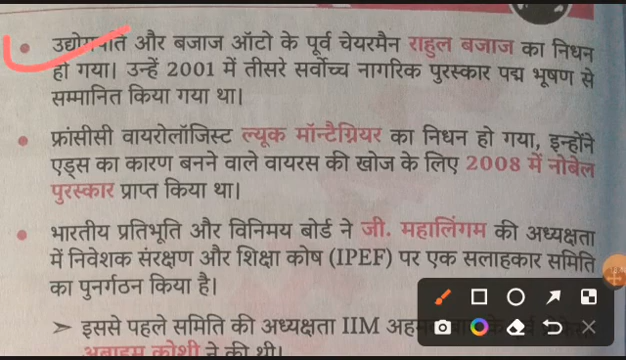 उद्योगपति और बजाज ऑटो के पूर्व चेयरमैन राहुल बजाज का निधन
हो गया। उन्हें 2001 में तीसरे सर्वोच्च नागरिक पुरस्कार पद्म भूषण से
सम्मानित किया गया था।
फ्रांसीसी वायरोलॉजिस्ट ल्यूक मॉन्टैग्नियर का निधन हो गया, इन्होंने
एड्स का कारण बनने वाले वायरस की खोज के लिए 2008 में नोबेल
पुरस्कार प्राप्त किया था।
भारतीय प्रतिभूति और विनिमय बोर्ड ने जी. महालिंगम की अध्यक्षता
में निवेशक संरक्षण और शिक्षा कोष (IPEF) पर एक सलाहकार समिति
का पुनर्गठन किया है।
➢ इससे पहले समिति की अध्यक्षता IIM
अब्राहम कोशी ने की थी।